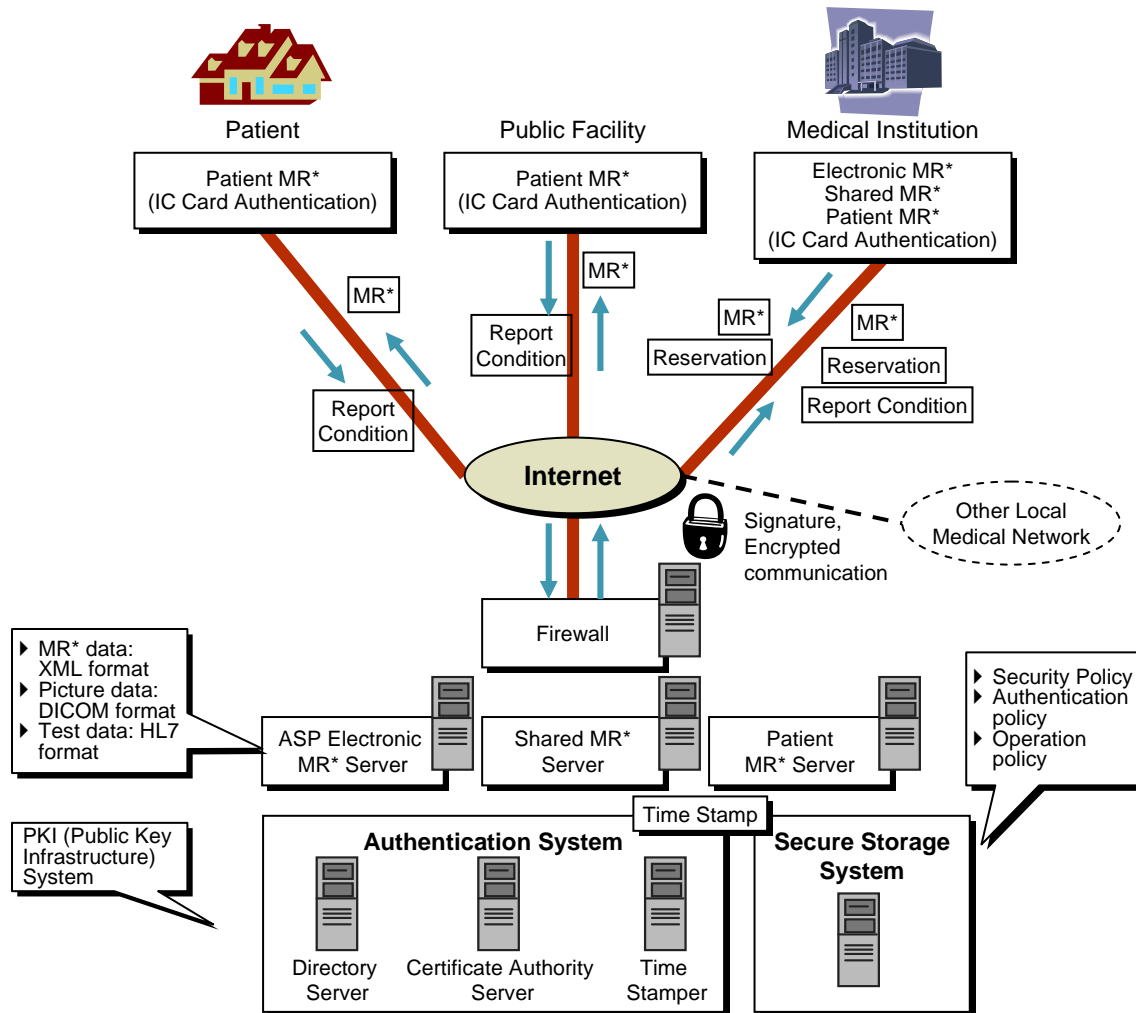 Patient
Public Facility
Medical Institution
Patient MR*
(IC Card Authentication)
Patient MR*
(IC Card Authentication)
Electronic MR*
Shared MR*
Patient MR*
(IC Card Authentication)
MR*
Report
Condition
MR*
Report
Condition
MR*
Reservation
MR*
Reservation
Report Condition
Internet
Signature,
Encrypted
communication
Other Local
Medical Network
Firewall
MR* data:
XML format
Picture data:
DICOM format
Test data: HL7
format
ASP Electronic
MR* Server
Shared MR*
Server
Patient
MR* Server
Security Policy
Authentication
policy
Operation
policy
Time Stamp
PKI (Public Key
Infrastructure)
System
Authentication System
Directory
Server
Certificate Authority
Server
Time
Stamper
Secure Storage
System